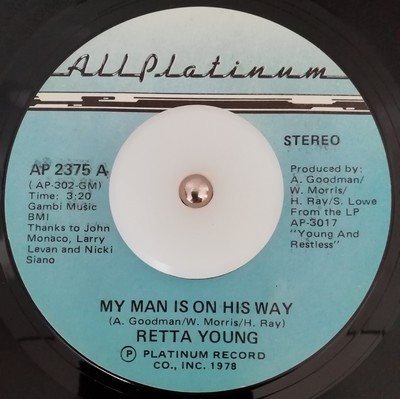 All Platinum
STEREO
AP 2375 A
(AP-302-GM)
Time: 3:20
Gambi Music
BMI
Thanks to John
Monaco, Larry
Levan and Nicki
Siano
Produced by:
A. Goodman/
W. Morris/
H. Ray/S. Lowe
From the LP
AP-3017
"Young And
Restless"
MY MAN IS ON HIS WAY
(A. Goodman/W. Morris/H. Ray)
RETTA YOUNG
Ⓟ PLATINUM RECORD
CO., INC. 1978